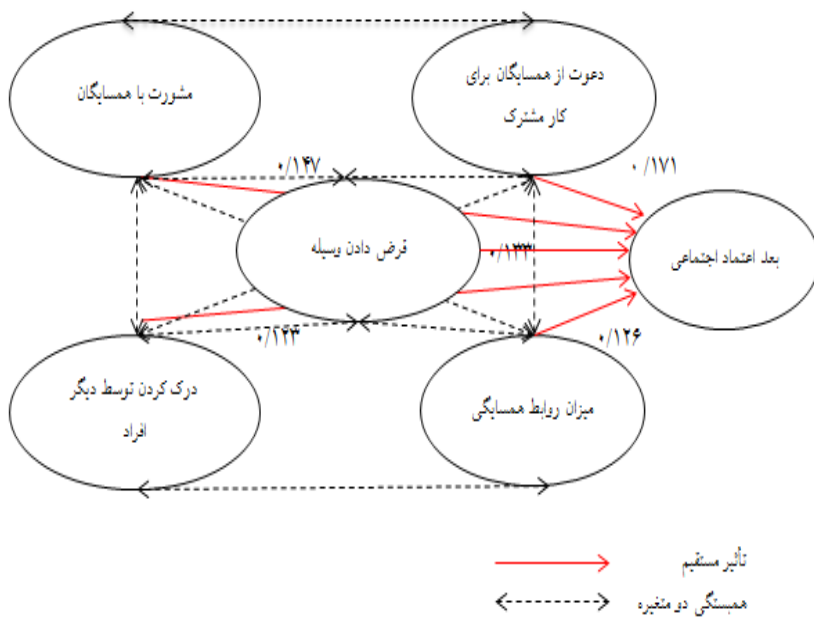 دعوت از همسایگان برای
کار مشترک
مشورت با همسایگان
۰/۱۷۱
۰/۱۴۷
قرض دادن وسیله
بعد اعتماد اجتماعی
۰/۱۳۳
۰/۱۲۳
۰/۱۲۶
میزان روابط همسایگی
درک کردن توسط دیگر
افراد
تأثیر مستقیم
همبستگی دو متغیره